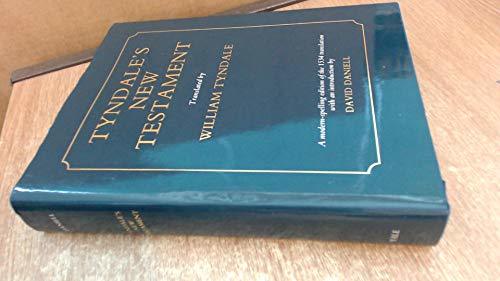 TYNDALE'S
NEW
TESTAMENT
Translated by
WILLIAM TYNDALE
A modern-spelling edition of the 1534 translation
with an introduction by
DAVID DANIELL